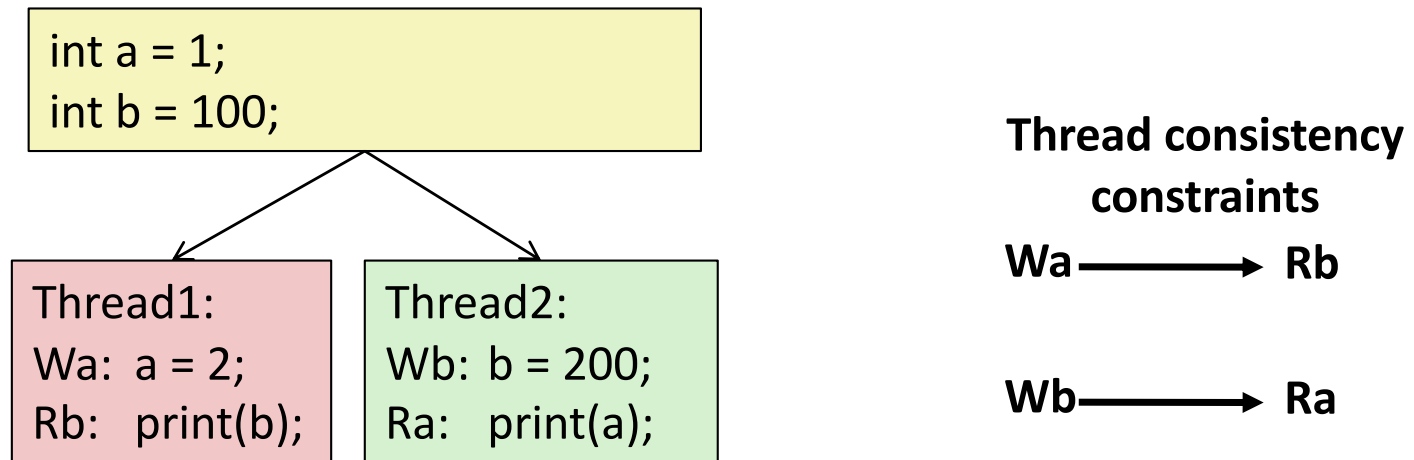 int a = 1;
int b = 100;
Thread consistency
constraints
Thread1:
Wa: a = 2;
Rb: print(b);
Thread2:
Wb: b = 200;
Ra: print(a);
Wa Rb
Wb Ra